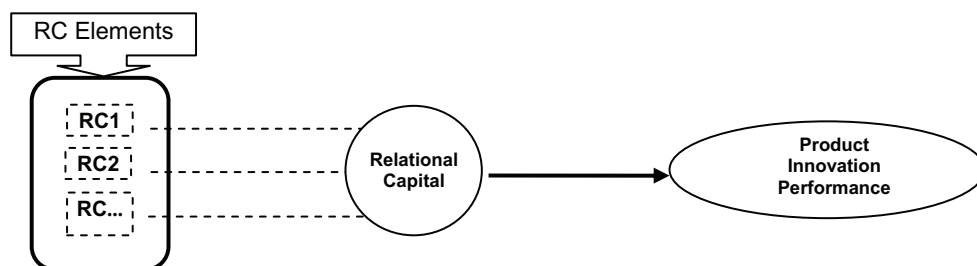 RC Elements
RC1
RC2
RC...
Relational
Capital
Product
Innovation
Performance